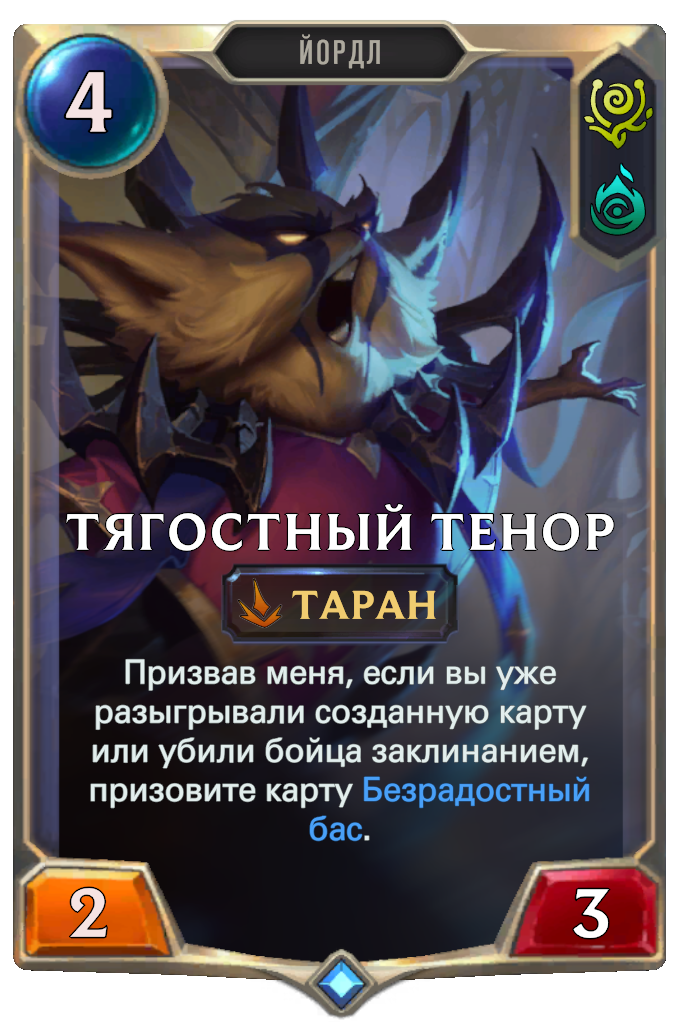 ЙОРДЛ
4
ТЯГОСТНЫЙ ТЕНОР
ТАРАН
Призвав меня, если вы уже
разыгрывали созданную карту
или убили бойца заклинанием,
призовите карту Безрадостный
бас.
2
3